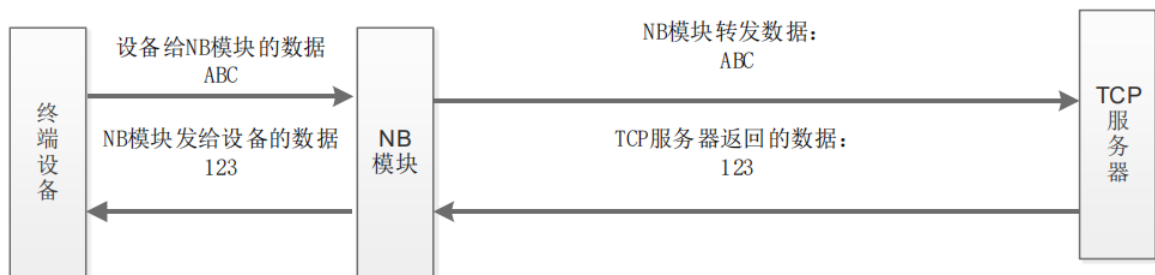 设备给NB模块的数据
ABC
NB模块转发数据：
ABC
终端设备
NB模块发给设备的数据
123
NB
模块
TCP服务器返回的数据：
123
TCP
服务器